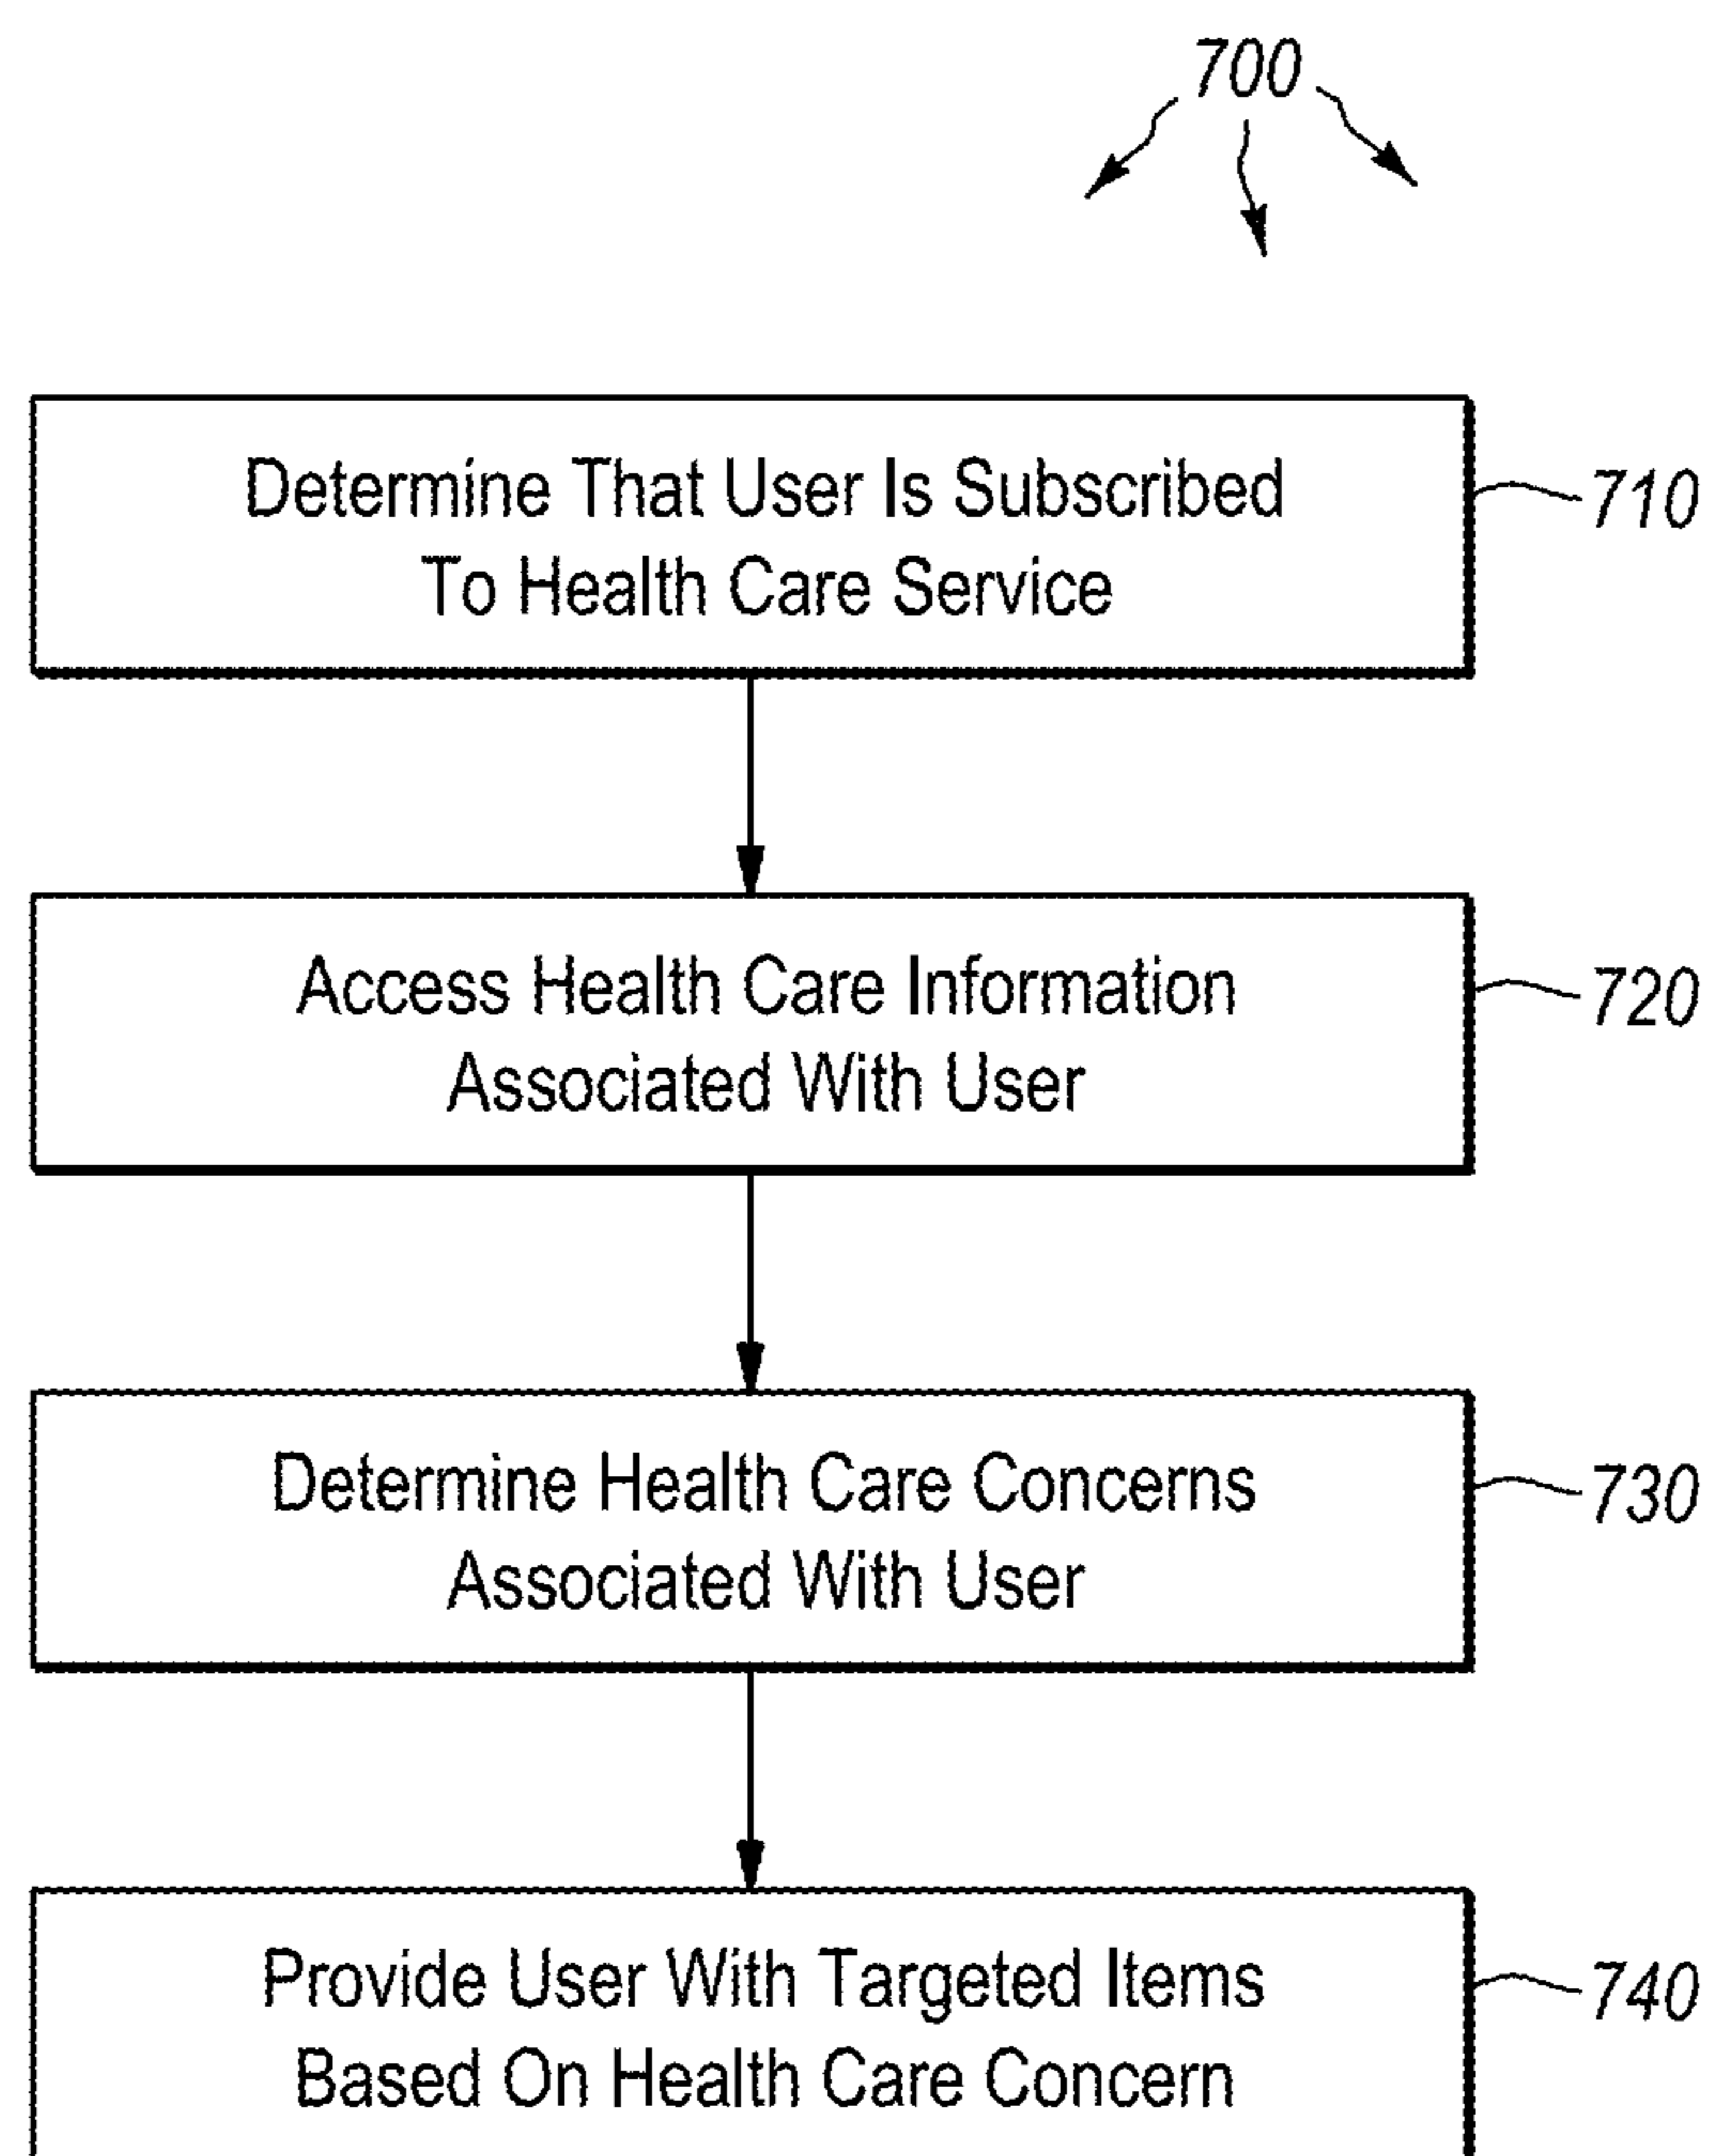 700
Determine That User Is Subscribed
To Health Care Service
710
Access Health Care Information
Associated With User
720
Determine Health Care Concerns
Associated With User
730
Provide User With Targeted Items
Based On Health Care Concern
740